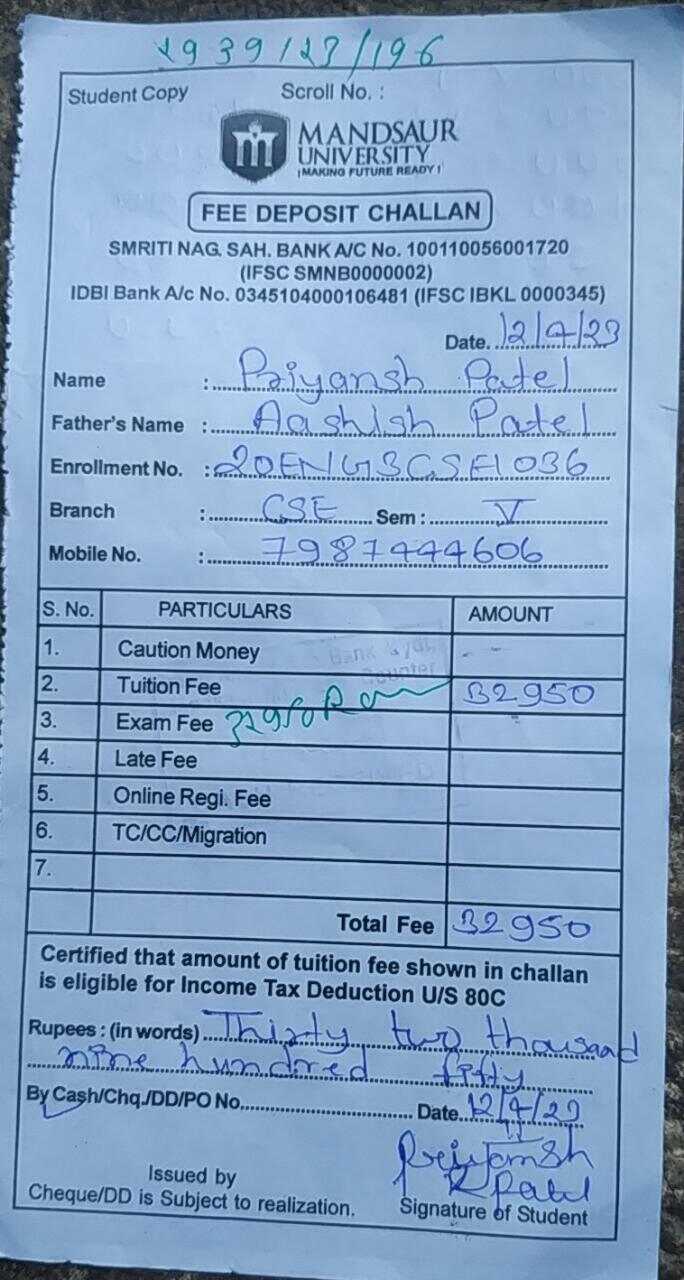 2939/23/196
Student Copy Scroll No. :
MANDSAUR
UNIVERSITY
MAKING FUTURE READY!
FEE DEPOSIT CHALLAN
SMRITI NAG. SAH. BANK A/C No. 100110056001720
(IFSC SMNB0000002)
IDBI Bank A/c No. 0345104000106481 (IFSC IBKL 0000345)
Date. 12/4/23
Name : Priyansh Patel
Father's Name : Aashish Patel
Enrollment No. : 20ENG3CSE1036
Branch : CSE Sem : V
Mobile No. : 7987444606
S. No. PARTICULARS AMOUNT
1. Caution Money
2. Tuition Fee 32950
3. Exam Fee 32950
4. Late Fee
5. Online Regi. Fee
6. TC/CC/Migration
7.
Total Fee 32950
Certified that amount of tuition fee shown in challan
is eligible for Income Tax Deduction U/S 80C
Rupees : (in words) Thirty two thousand
nine hundred fifty
By Cash/Chq./DD/PO No. Date. 12/4/23
Priyansh
Patel
Issued by
Cheque/DD is Subject to realization. Signature of Student